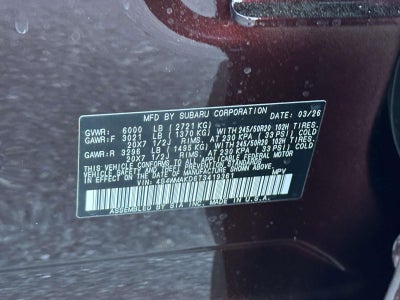 MFD. BY SUBARU CORPORATION DATE 03/26
GVWR: 6000 LB (2721 KG)
GAWR:F 3021 LB (1370 KG) WITH 245/50R20 102H TIRES.
20X7 1/2J RIMS. AT 230 KPA (33 PSI) COLD
GAWR:R 3296 LB (1495 KG) WITH 245/50R20 102H TIRES.
20X7 1/2J RIMS. AT 230 KPA (33 PSI) COLD
THIS VEHICLE CONFORMS TO ALL APPLICABLE FEDERAL MOTOR
VEHICLE SAFETY AND THEFT PREVENTION STANDARDS
IN EFFECT ON THE DATE OF MANUFACTURE SHOWN ABOVE.
V.I.N.: MPV
ASSEMBLED BY SIA INC. MADE IN U.S.A.